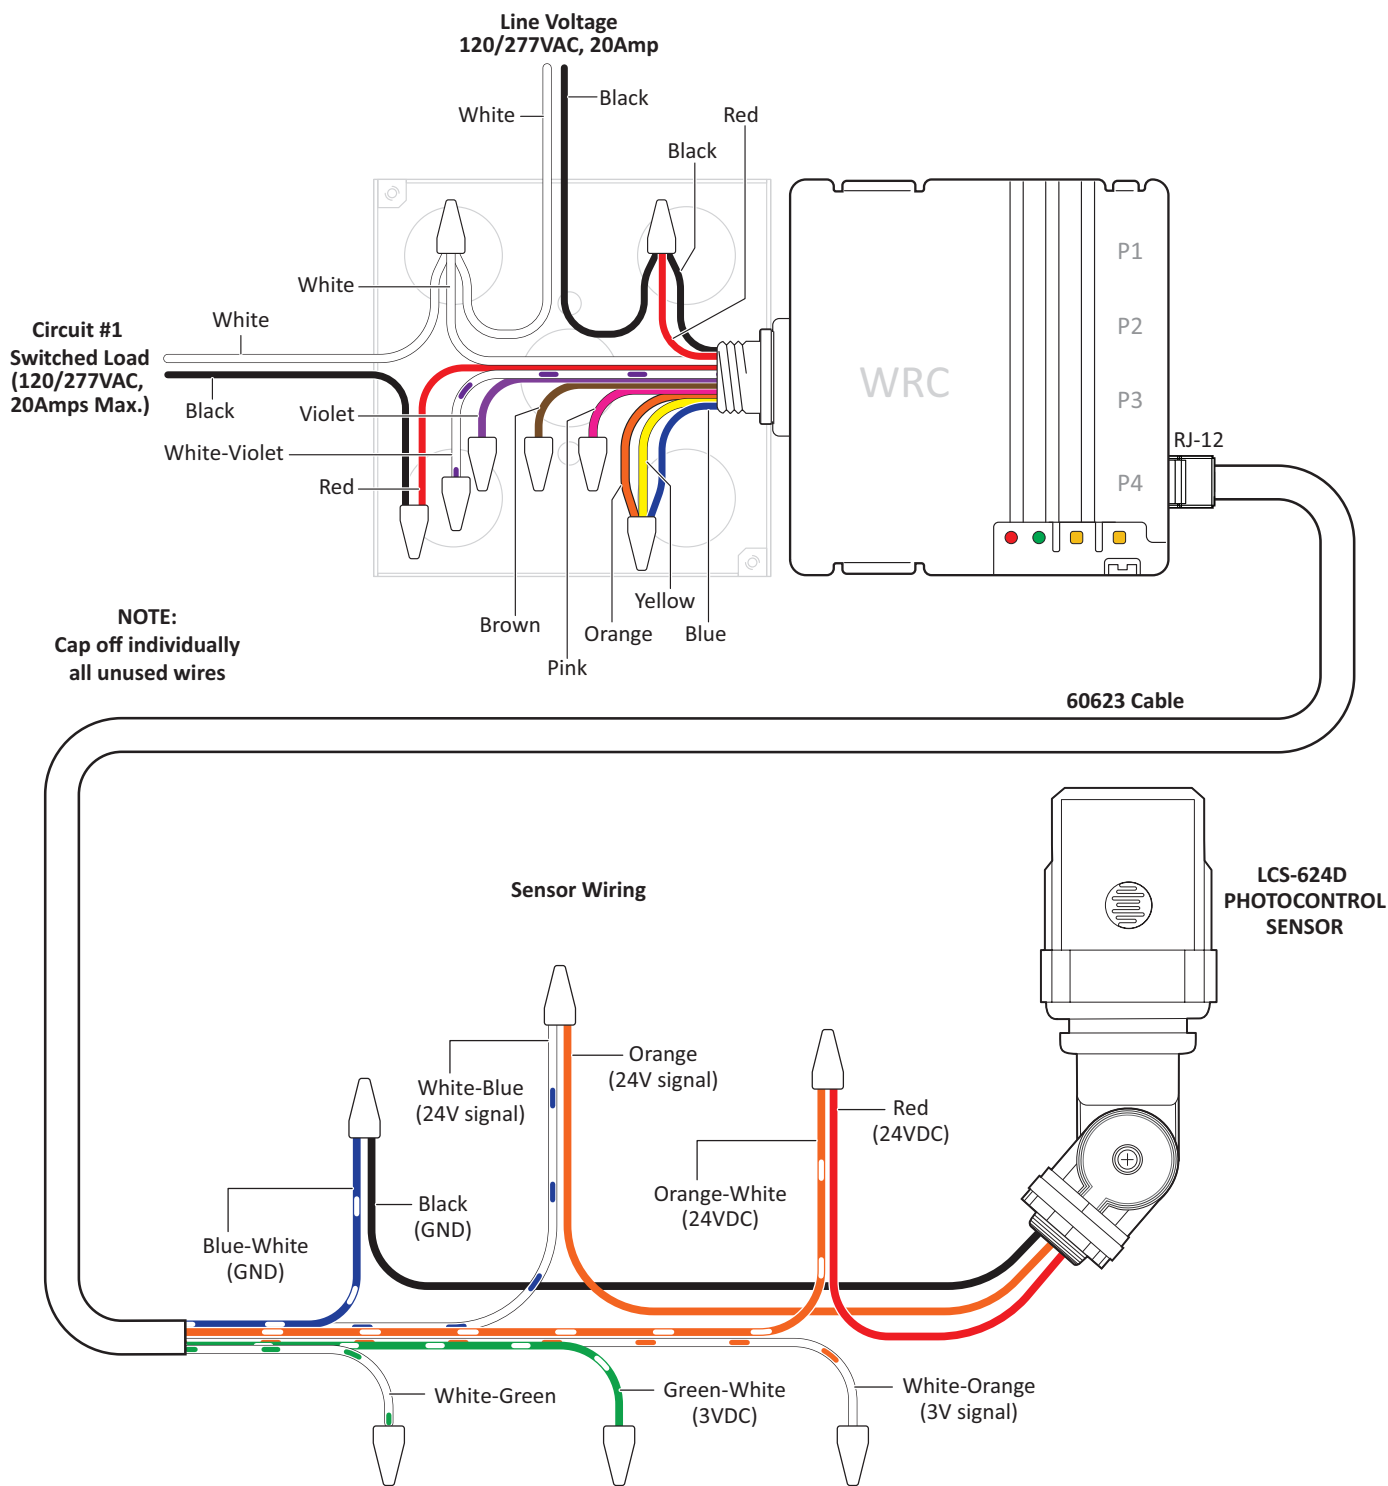 Line Voltage
120/277VAC, 20Amp
White
Black
Red
Black
White
Circuit #1
Switched Load
(120/277VAC,
20Amps Max.)
White
Black
Violet
White-Violet
Red
WRC
P1
P2
P3
P4
RJ-12
Brown
Pink
Orange
Yellow
Blue
NOTE:
Cap off individually
all unused wires
60623 Cable
Sensor Wiring
LCS-624D
PHOTOCONTROL
SENSOR
White-Blue
(24V signal)
Orange
(24V signal)
Red
(24VDC)
Orange-White
(24VDC)
Black
(GND)
Blue-White
(GND)
White-Green
Green-White
(3VDC)
White-Orange
(3V signal)